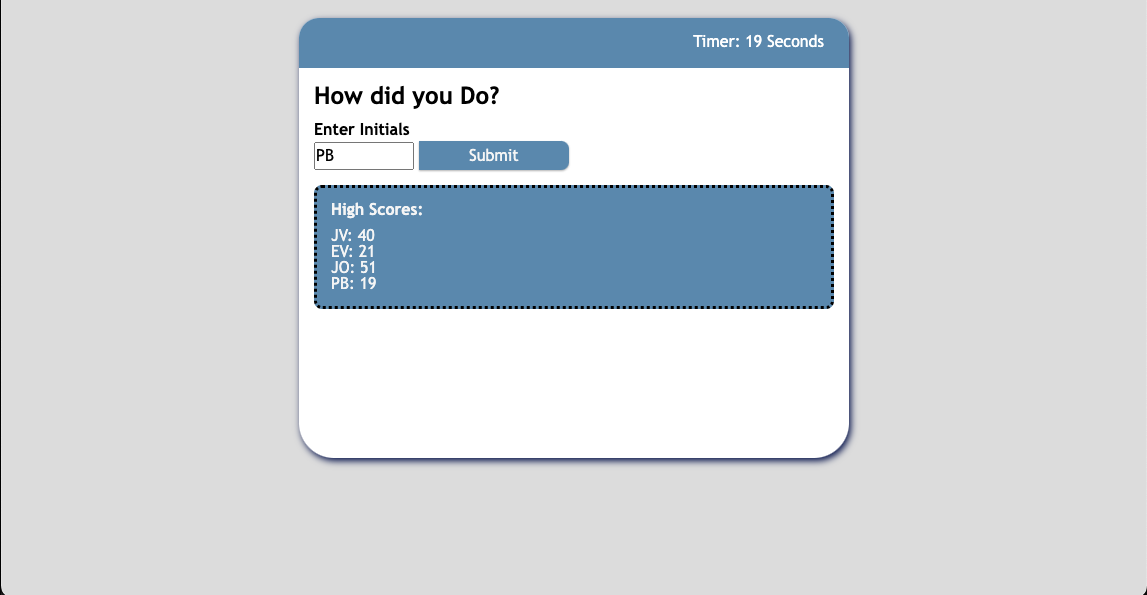 Timer: 19 Seconds
How did you Do?
Enter Initials
PB Submit
High Scores:
JV: 40
EV: 21
JO: 51
PB: 19